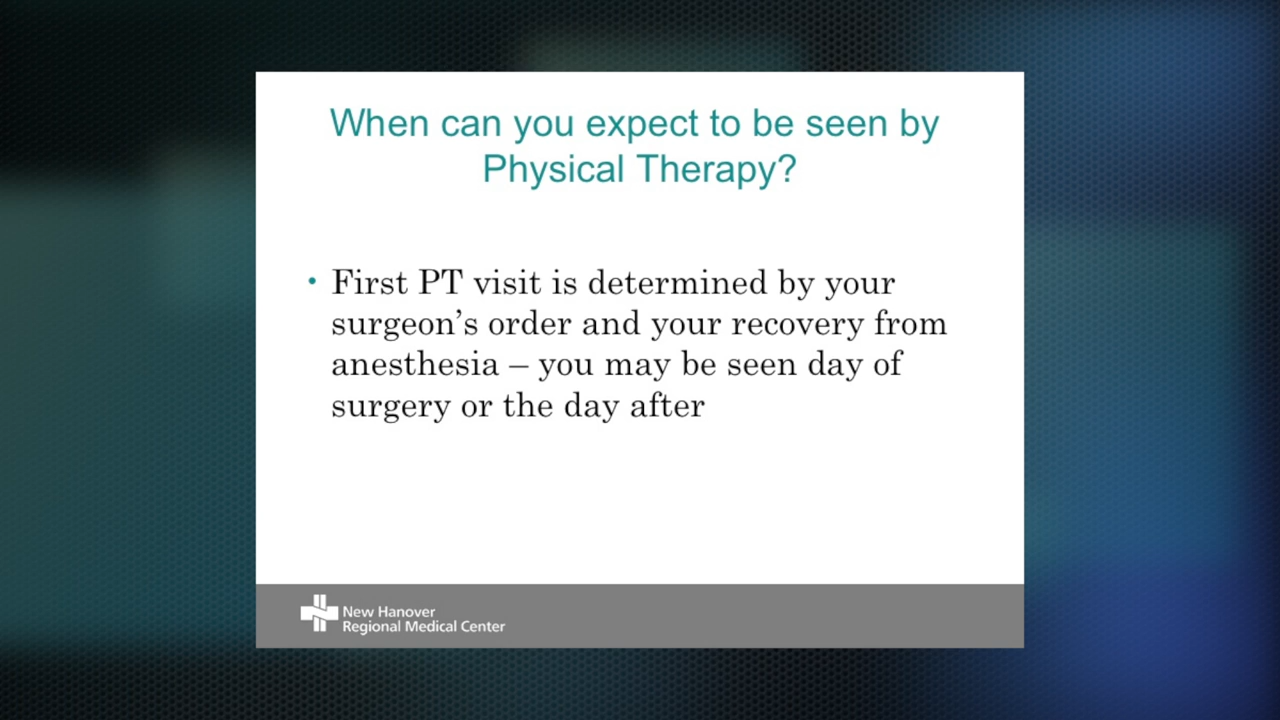 When can you expect to be seen by
Physical Therapy?
• First PT visit is determined by your
surgeon’s order and your recovery from
anesthesia – you may be seen day of
surgery or the day after
New Hanover
Regional Medical Center